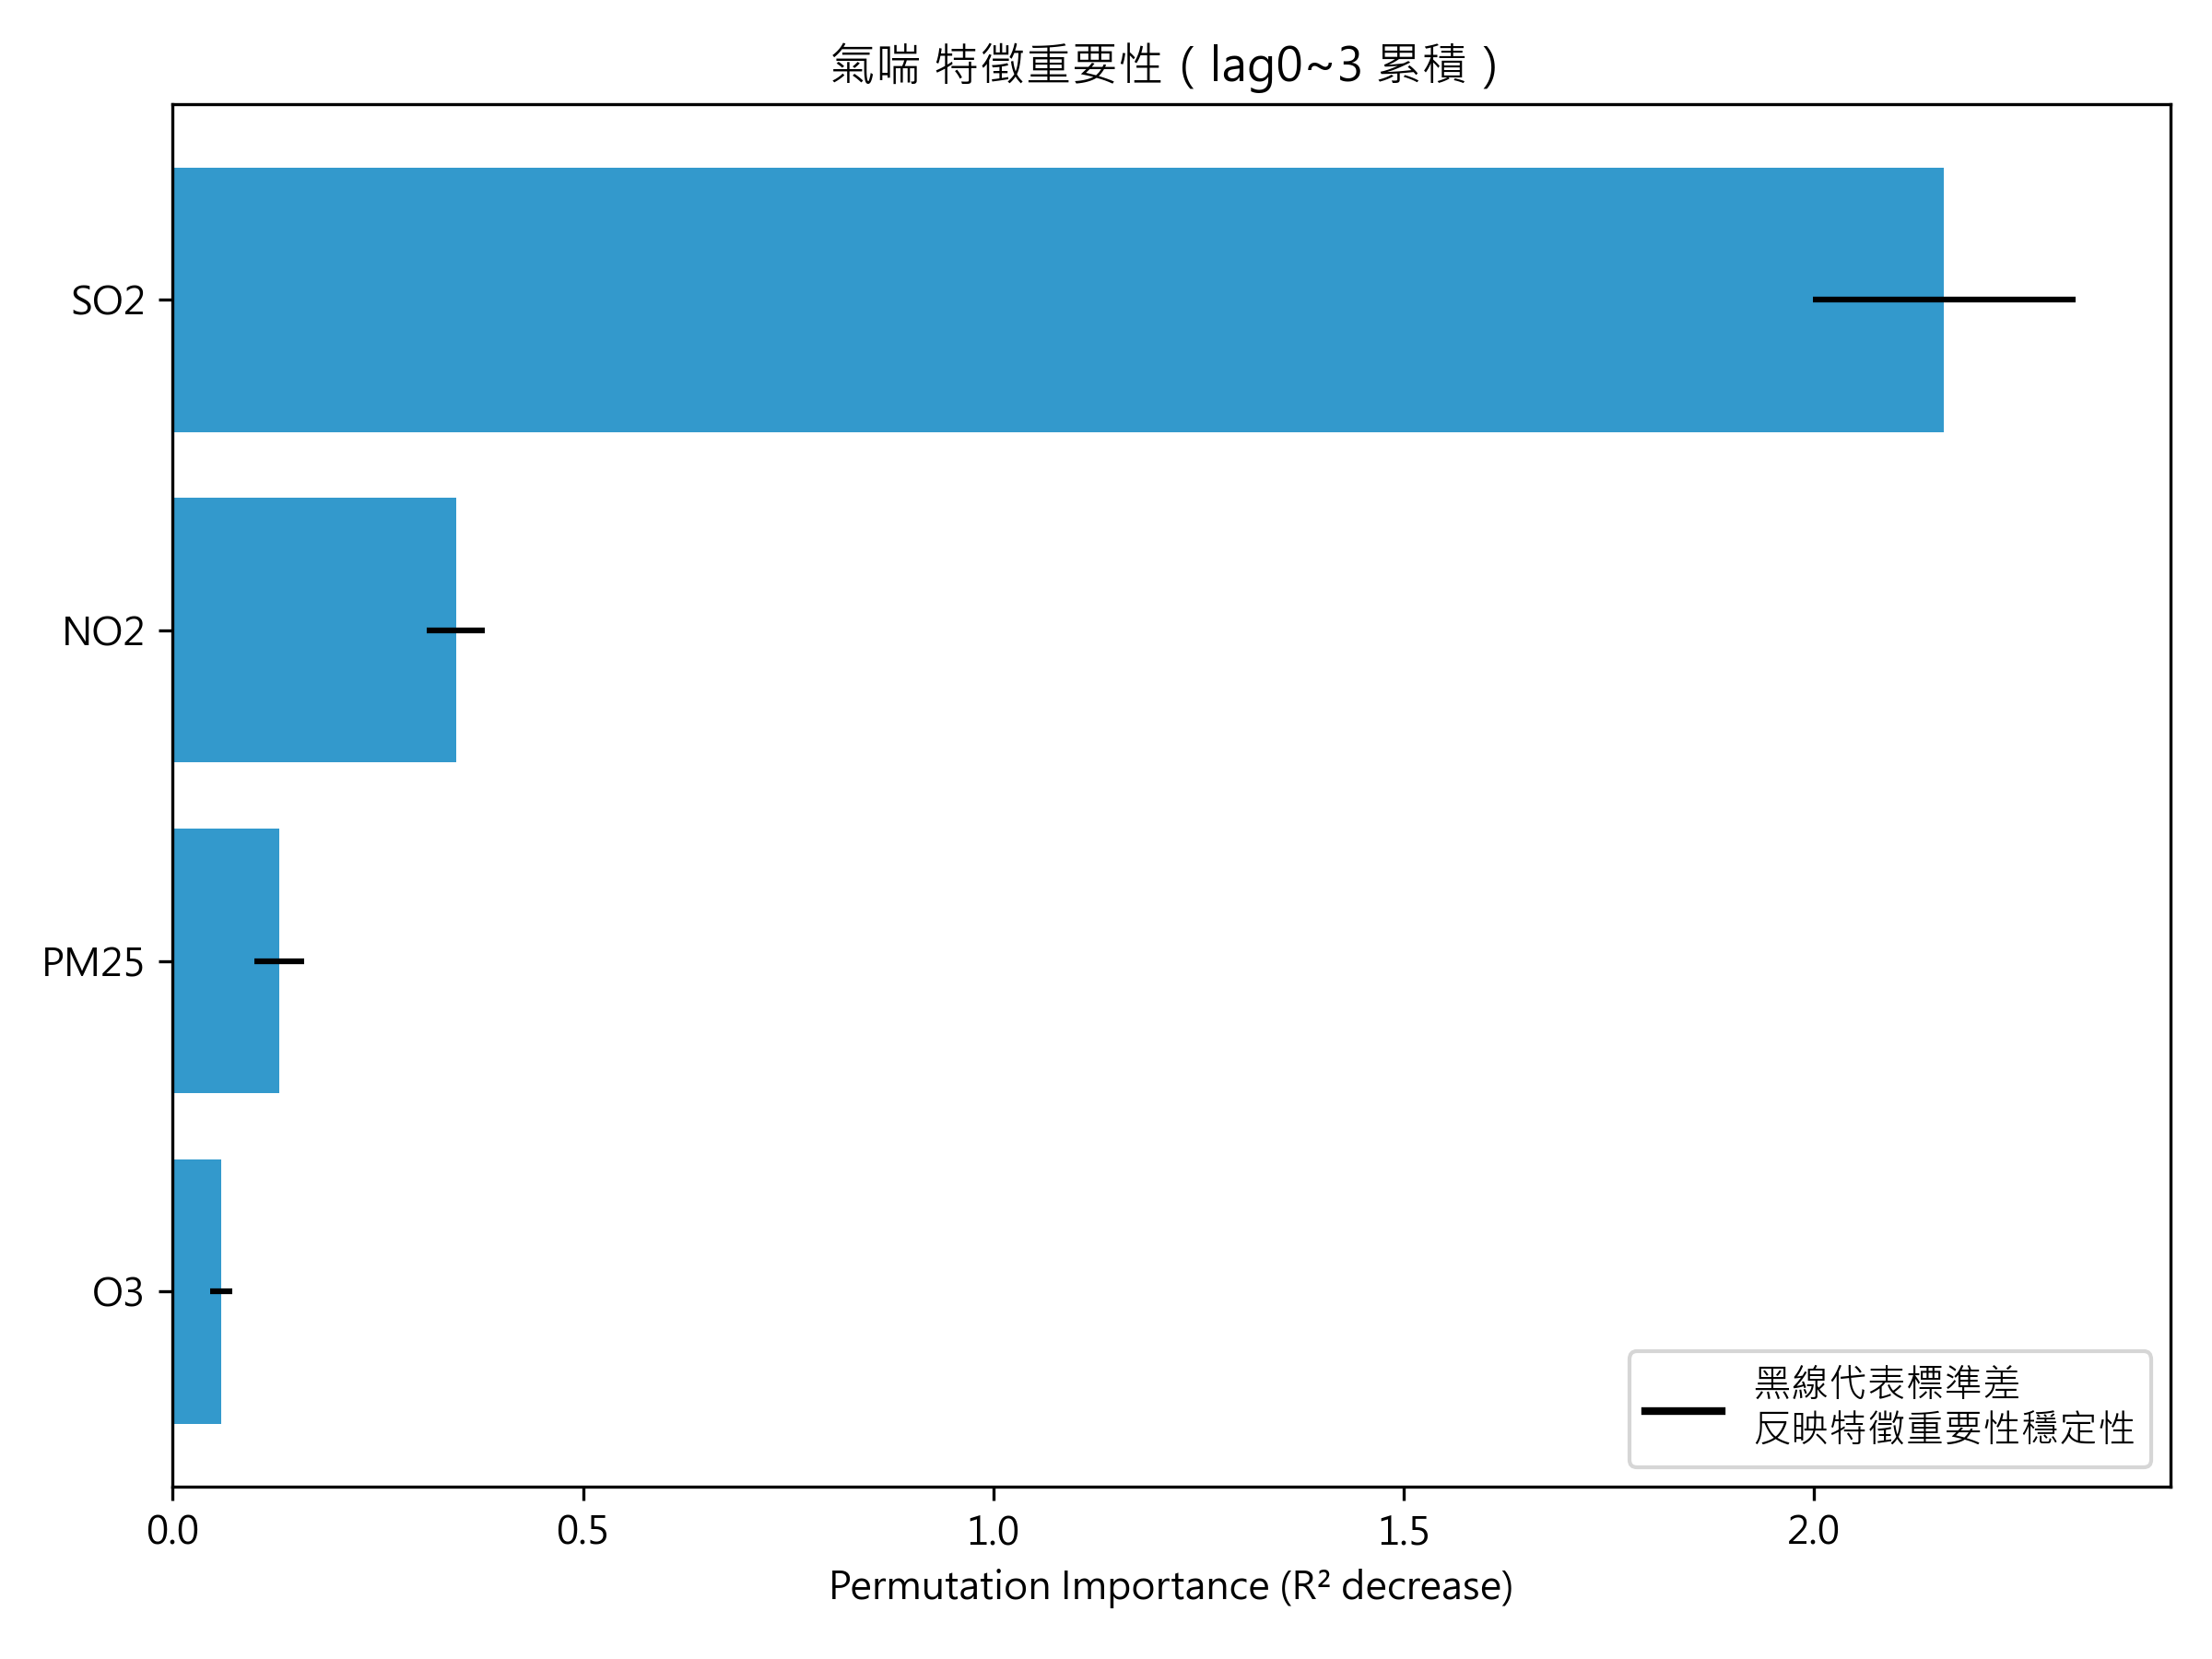 氣喘 特徵重要性（lag0~3 累積）
SO2
NO2
PM25
O3
黑線代表標準差
反映特徵重要性穩定性
0.0 0.5 1.0 1.5 2.0
Permutation Importance (R² decrease)